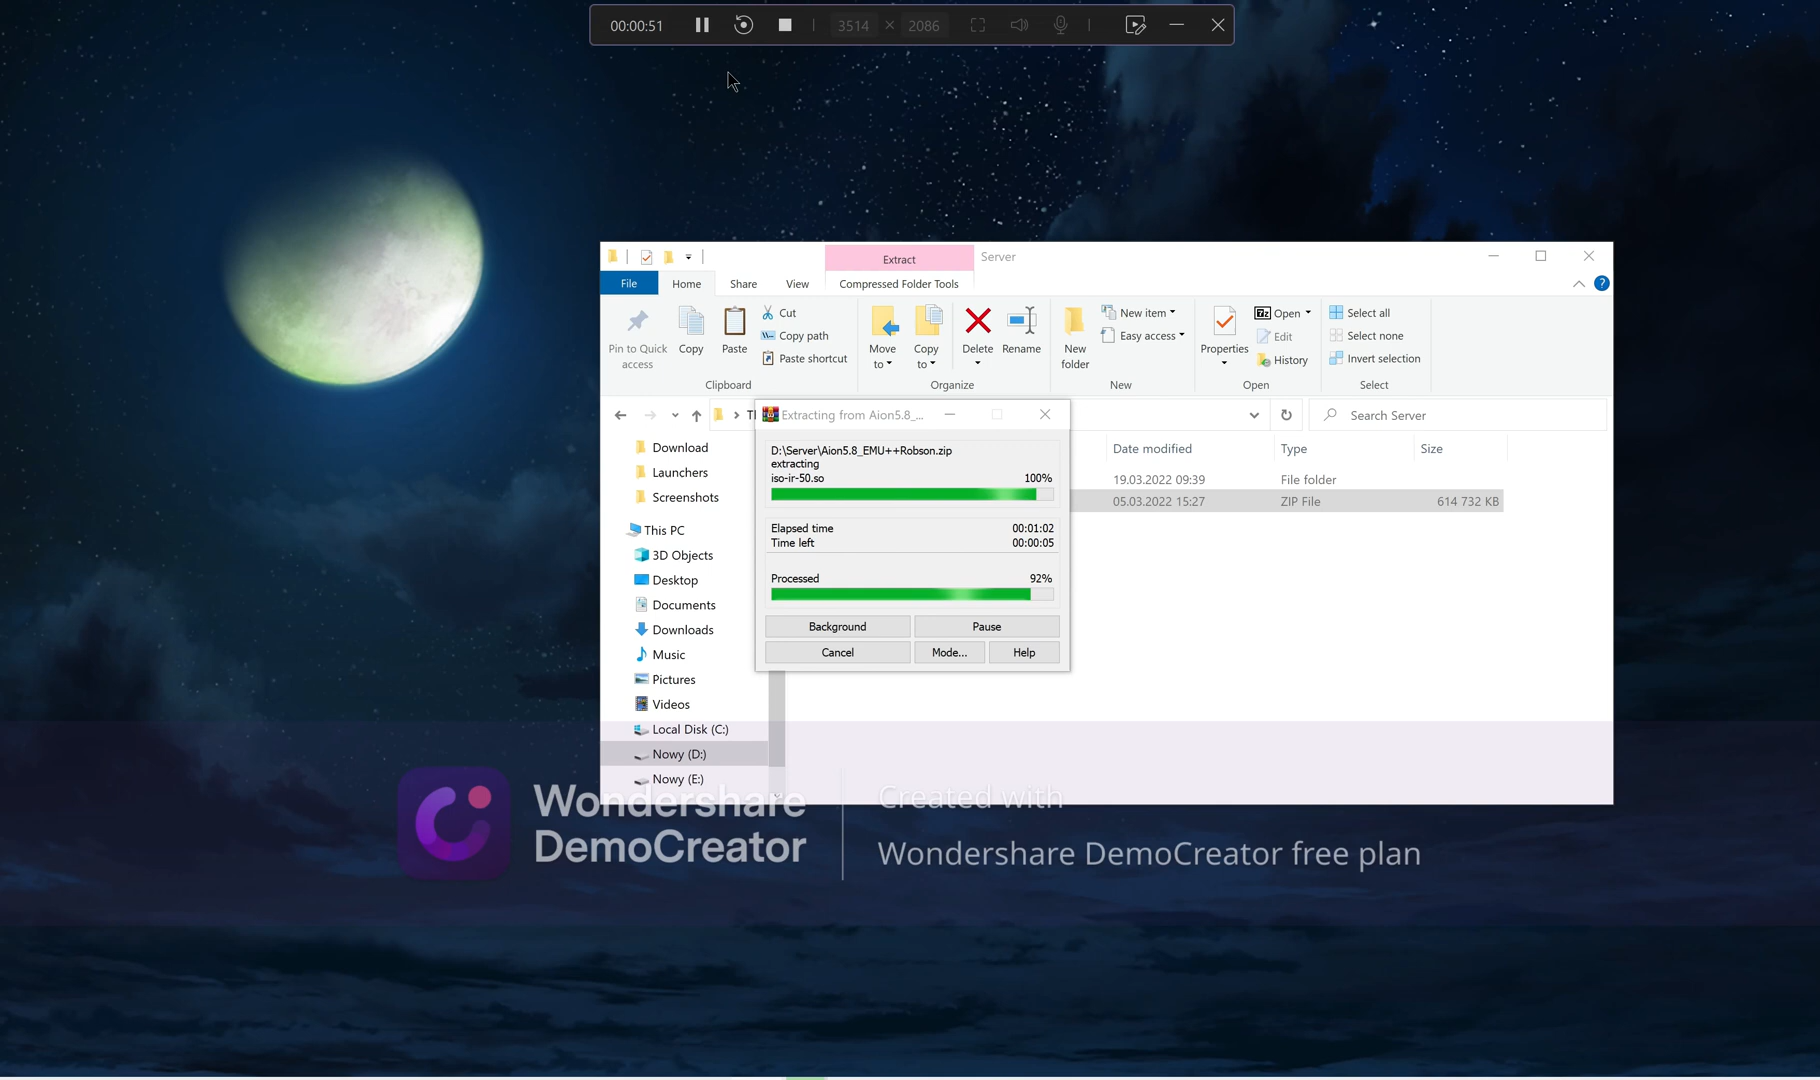 00:00:51
3514 × 2086
Extract
Server
File
Home
Share
View
Compressed Folder Tools
Pin to Quick
access
Copy
Paste
Cut
Copy path
Paste shortcut
Clipboard
Move
to
Copy
to
Delete
Rename
Organize
New
folder
New item
Easy access
New
Properties
Open
Edit
History
Open
Select all
Select none
Invert selection
Select
Search Server
Download
Launchers
Screenshots
This PC
3D Objects
Desktop
Documents
Downloads
Music
Pictures
Videos
Local Disk (C:)
Nowy (D:)
Nowy (E:)
Extracting from Aion5.8_...
D:\Server\Aion5.8_EMU++Robson.zip
extracting
iso-ir-50.so 100%
Elapsed time 00:01:02
Time left 00:00:05
Processed 92%
Background
Pause
Cancel
Mode...
Help
Date modified Type Size
19.03.2022 09:39 File folder
05.03.2022 15:27 ZIP File 614 732 KB
Wondershare
DemoCreator
Created with
Wondershare DemoCreator free plan